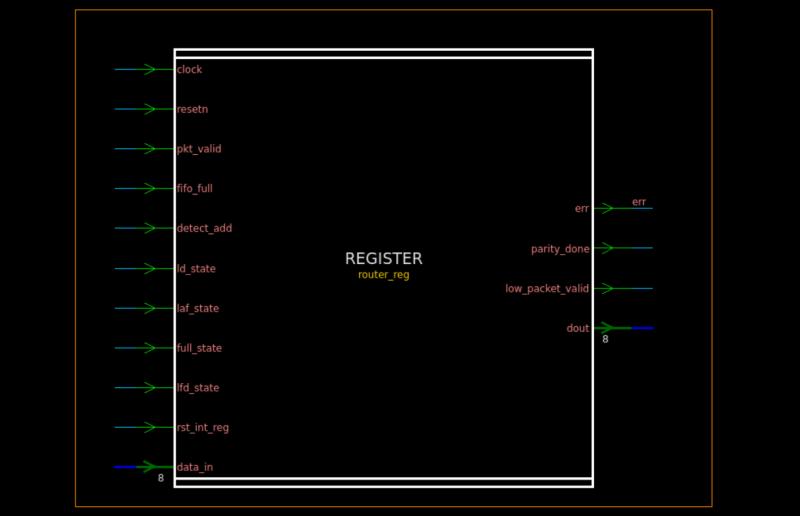 clock
resetn
pkt_valid
fifo_full
detect_add
ld_state
laf_state
full_state
lfd_state
rst_int_reg
data_in
8
REGISTER
router_reg
err
err
parity_done
low_packet_valid
dout
8